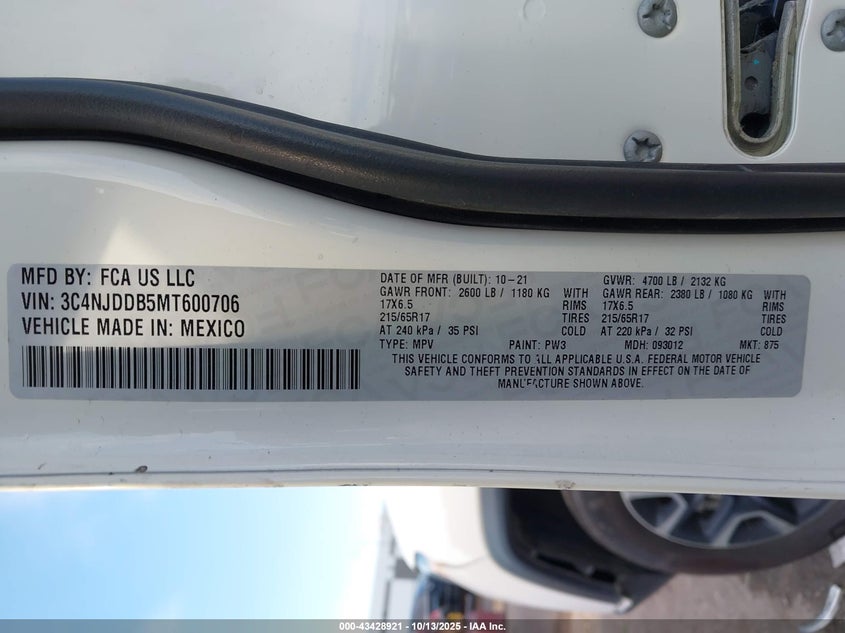 MFD BY: FCA US LLC
VIN: 3C4NJDDB5MT600706
VEHICLE MADE IN: MEXICO
DATE OF MFR (BUILT): 10-21 GVWR: 4700 LB / 2132 KG
GAWR FRONT: 2600 LB / 1180 KG WITH GAWR REAR: 2380 LB / 1080 KG WITH
17X6.5 RIMS 17X6.5 RIMS
215/65R17 TIRES 215/65R17 TIRES
AT 240 kPa / 35 PSI COLD AT 220 kPa / 32 PSI COLD
TYPE: MPV PAINT: PW3 MDH: 093012 MKT: 875
THIS VEHICLE CONFORMS TO ALL APPLICABLE U.S.A. FEDERAL MOTOR VEHICLE
SAFETY AND THEFT PREVENTION STANDARDS IN EFFECT ON THE DATE OF
MANUFACTURE SHOWN ABOVE.
000-43428921 - 10/13/2025 - IAA, Inc.